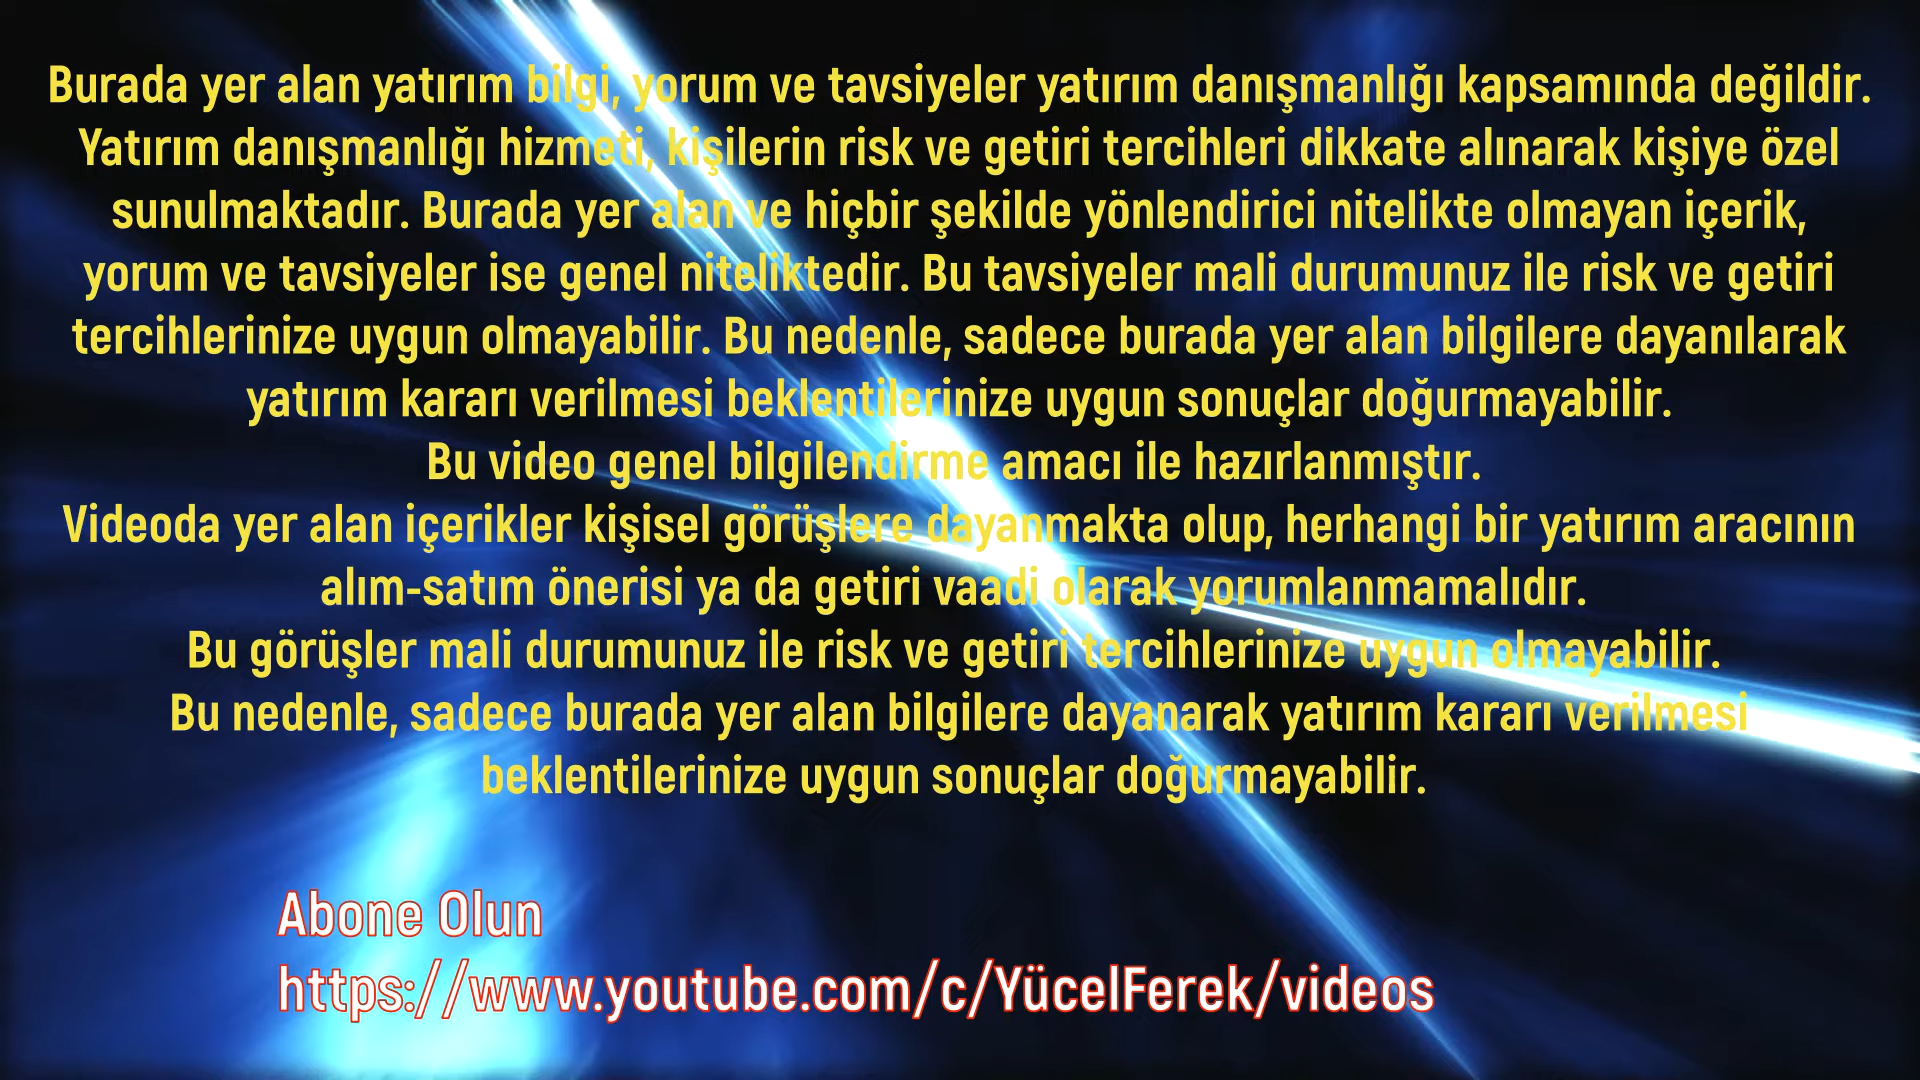 Burada yer alan yatırım bilgi, yorum ve tavsiyeler yatırım danışmanlığı kapsamında değildir.
Yatırım danışmanlığı hizmeti, kişilerin risk ve getiri tercihleri dikkate alınarak kişiye özel
sunulmaktadır. Burada yer alan ve hiçbir şekilde yönlendirici nitelikte olmayan içerik,
yorum ve tavsiyeler ise genel niteliktedir. Bu tavsiyeler mali durumunuz ile risk ve getiri
tercihlerinize uygun olmayabilir. Bu nedenle, sadece burada yer alan bilgilere dayanılarak
yatırım kararı verilmesi beklentilerinize uygun sonuçlar doğurmayabilir.
Bu video genel bilgilendirme amacı ile hazırlanmıştır.
Videoda yer alan içerikler kişisel görüşlere dayanmakta olup, herhangi bir yatırım aracının
alım-satım önerisi ya da getiri vaadi olarak yorumlanmamalıdır.
Bu görüşler mali durumunuz ile risk ve getiri tercihlerinize uygun olmayabilir.
Bu nedenle, sadece burada yer alan bilgilere dayanarak yatırım kararı verilmesi
beklentilerinize uygun sonuçlar doğurmayabilir.
Abone Olun
https://www.youtube.com/c/YücelFerek/videos